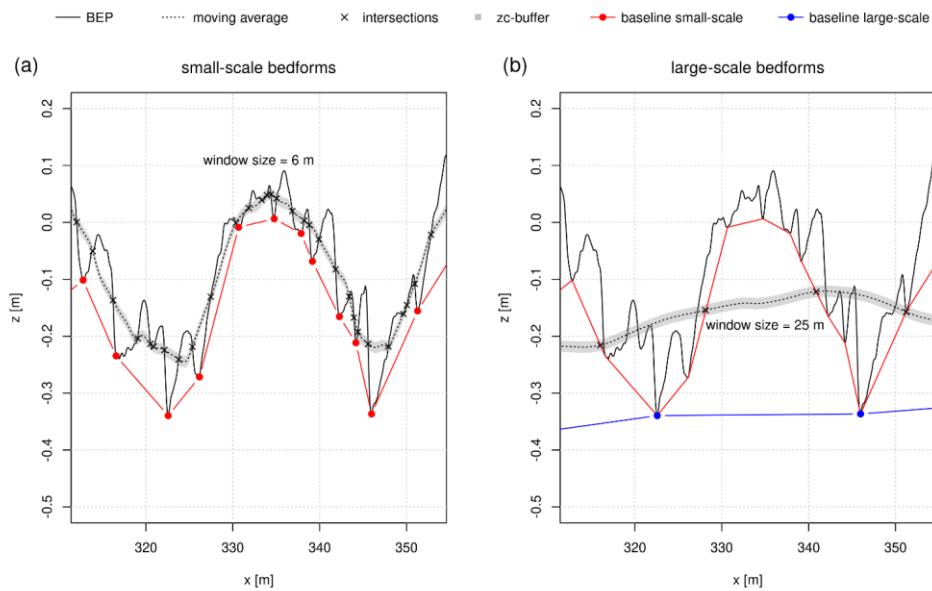 BEP moving average intersections zc-buffer baseline small-scale baseline large-scale
(a) small-scale bedforms
0.2
0.1
0.0
-0.1
-0.2
-0.3
-0.4
-0.5
z [m]
window size = 6 m
320 330 340 350
x [m]
(b) large-scale bedforms
0.2
0.1
0.0
-0.1
-0.2
-0.3
-0.4
-0.5
z [m]
window size = 25 m
320 330 340 350
x [m]